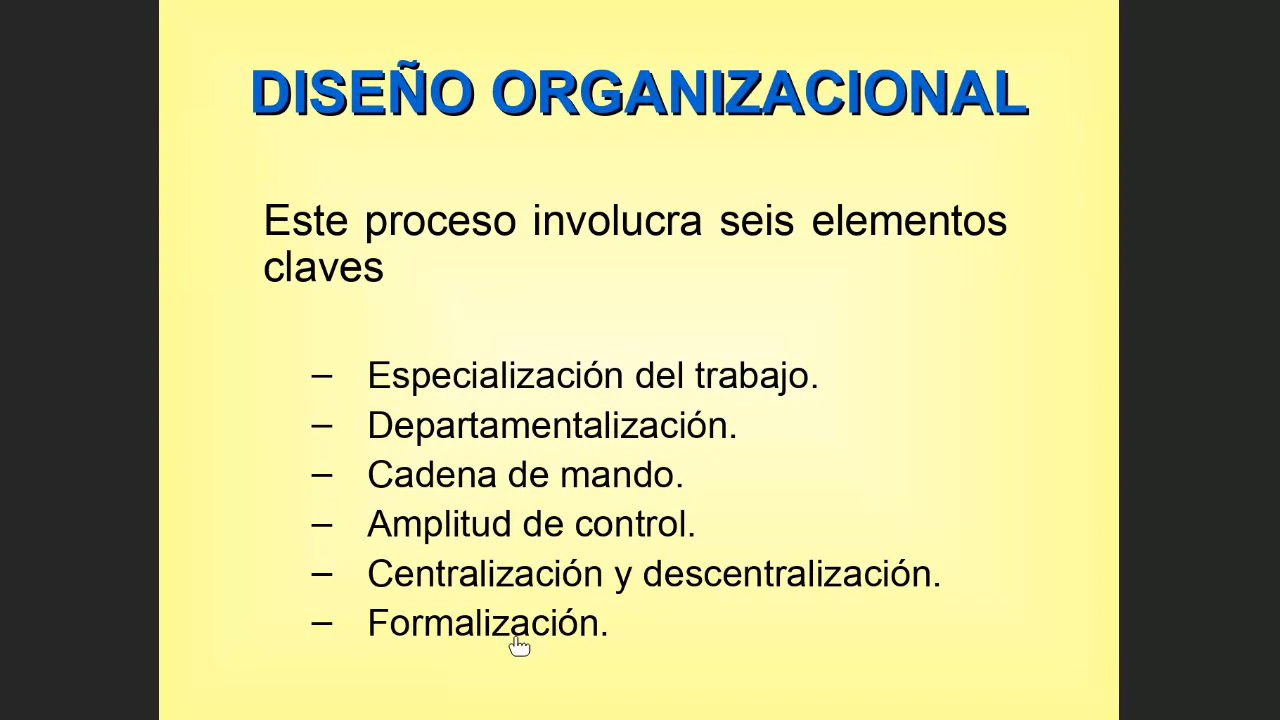 DISEÑO ORGANIZACIONAL
Este proceso involucra seis elementos
claves
– Especialización del trabajo.
– Departamentalización.
– Cadena de mando.
– Amplitud de control.
– Centralización y descentralización.
– Formalización.